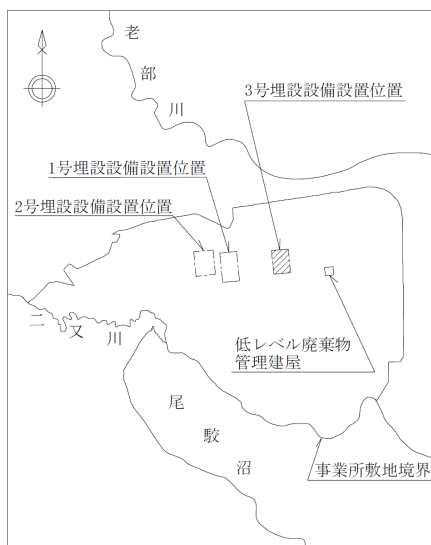 老部川
3号埋設設備設置位置
1号埋設設備設置位置
2号埋設設備設置位置
二又川
低レベル廃棄物
管理建屋
尾駮沼
事業所敷地境界